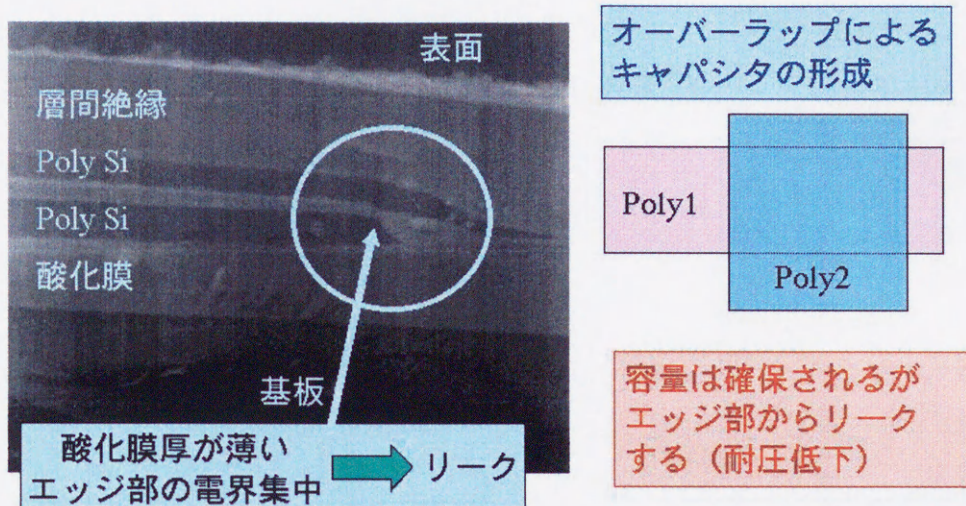 表面
層間絶縁
Poly Si
Poly Si
酸化膜
基板
酸化膜厚が薄い
エッジ部の電界集中
リーク
オーバーラップによる
キャパシタの形成
Poly1
Poly2
容量は確保されるが
エッジ部からリーク
する（耐圧低下）